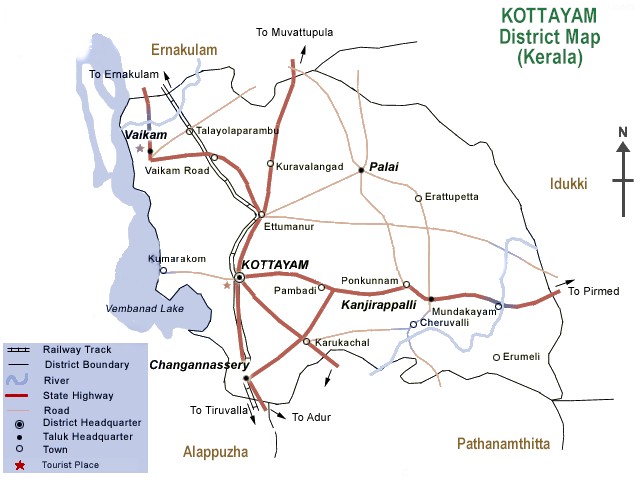 KOTTAYAM
District Map
(Kerala)
To Muvattupula
Ernakulam
To Ernakulam
N
Vaikam
Talayolaparambu
Vaikam Road
Kuravalangad
Palai
Idukki
Erattupetta
Ettumanur
Kumarakom
KOTTAYAM
Pambadi
Ponkunnam
To Pirmed
Kanjirappalli
Mundakayam
Vembanad Lake
Cheruvalli
Karukachal
Erumeli
Changannassery
To Tiruvalla
To Adur
Alappuzha
Pathanamthitta
Railway Track
District Boundary
River
State Highway
Road
District Headquarter
Taluk Headquarter
Town
Tourist Place